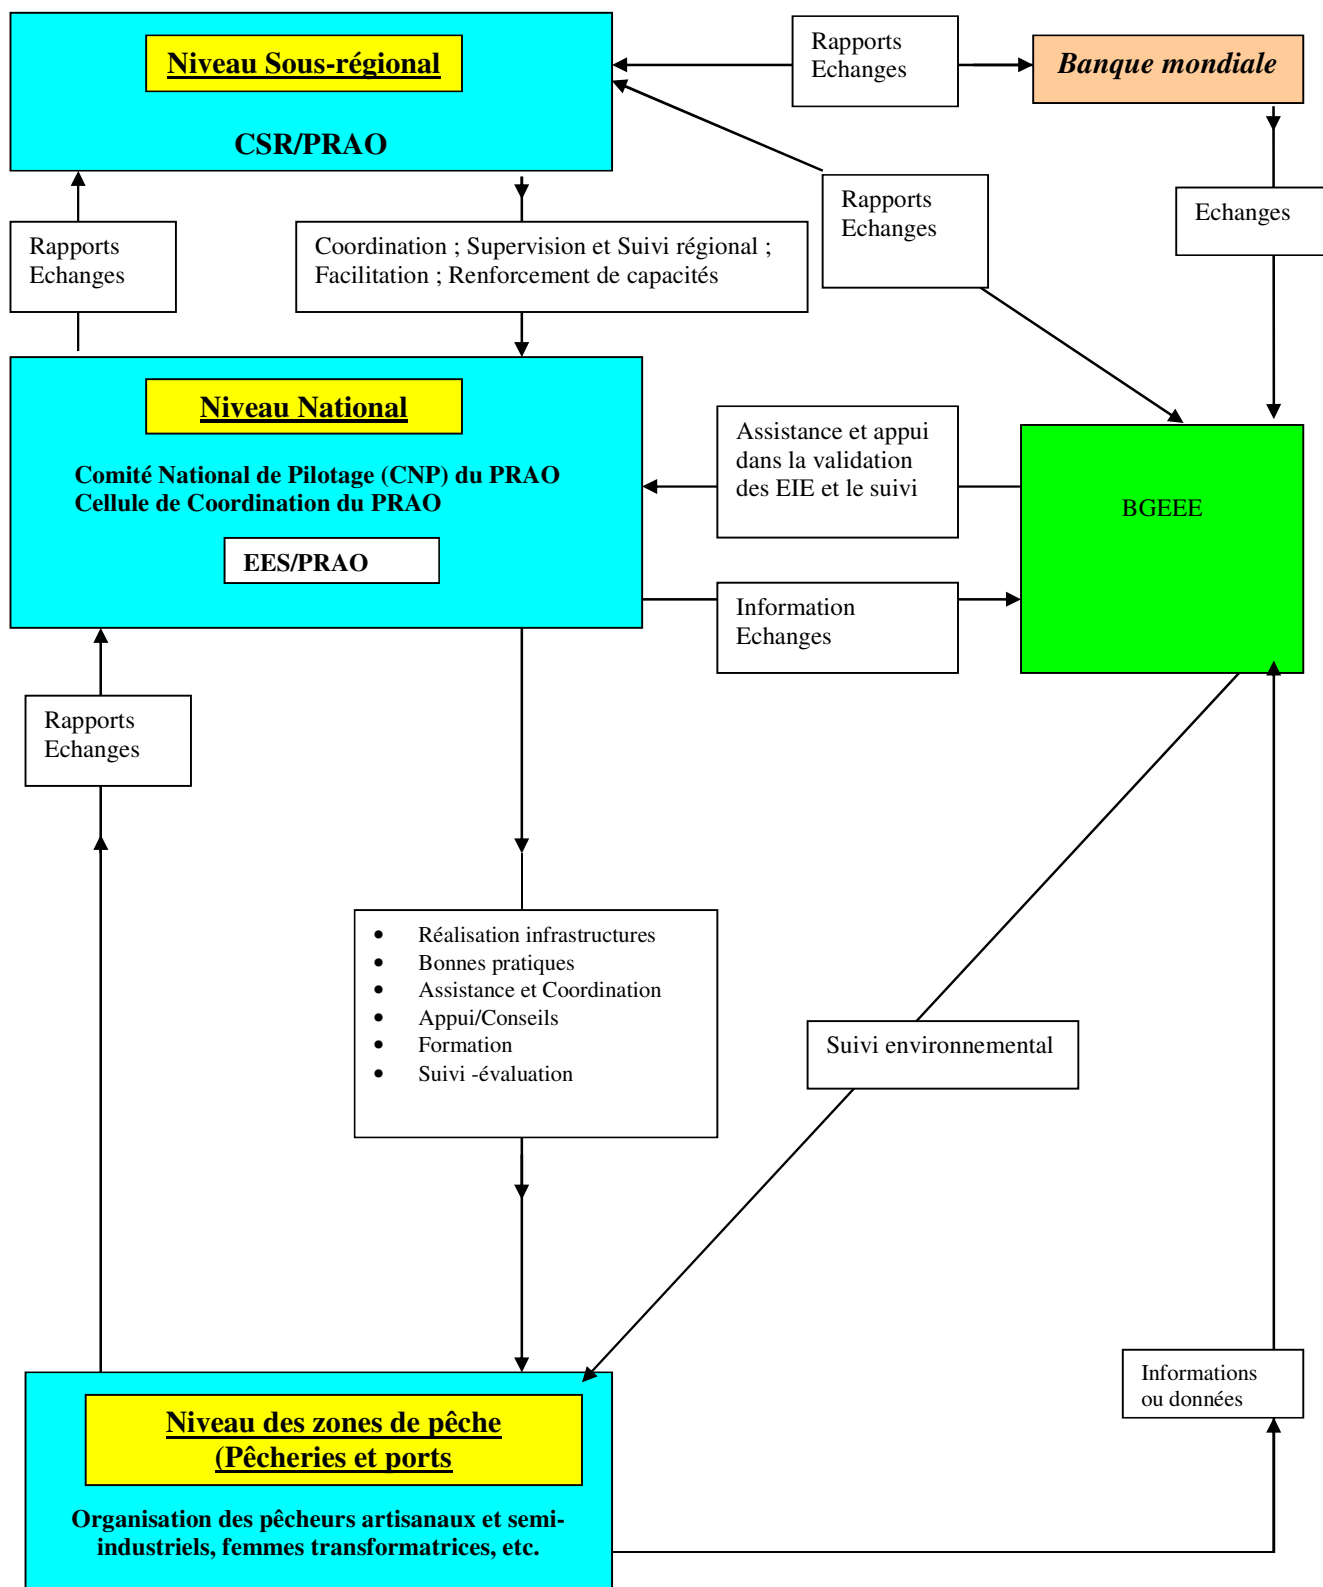 Niveau Sous-régional
CSR/PRAO
Rapports
Echanges
Banque mondiale
Rapports
Echanges
Echanges
Rapports
Echanges
Coordination ; Supervision et Suivi régional ;
Facilitation ; Renforcement de capacités
Niveau National
Comité National de Pilotage (CNP) du PRAO
Cellule de Coordination du PRAO
EES/PRAO
Assistance et appui
dans la validation
des EIE et le suivi
BGEEE
Information
Echanges
Rapports
Echanges
• Réalisation infrastructures
• Bonnes pratiques
• Assistance et Coordination
• Appui/Conseils
• Formation
• Suivi -évaluation
Suivi environnemental
Informations
ou données
Niveau des zones de pêche
(Pêcheries et ports
Organisation des pêcheurs artisanaux et semi-
industriels, femmes transformatrices, etc.